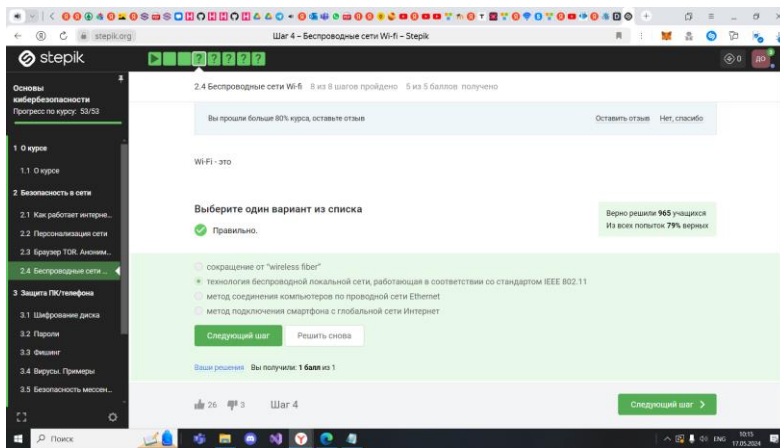 stepik.org
Шаг 4 – Беспроводные сети Wi-fi – Stepik
stepik
0
ДО
Основы кибербезопасности
Прогресс по курсу: 53/53
1 О курсе
1.1 О курсе
2 Безопасность в сети
2.1 Как работает интерне...
2.2 Персонализация сети
2.3 Браузер TOR. Аноним...
2.4 Беспроводные сети ...
3 Защита ПК/телефона
3.1 Шифрование диска
3.2 Пароли
3.3 Фишинг
3.4 Вирусы. Примеры
3.5 Безопасность мессен...
2.4 Беспроводные сети Wi-fi 8 из 8 шагов пройдено 5 из 5 баллов получено
Вы прошли больше 80% курса, оставьте отзыв
Оставить отзыв Нет, спасибо
Wi-Fi - это
Выберите один вариант из списка
Правильно.
Верно решили 965 учащихся
Из всех попыток 79% верных
сокращение от "wireless fiber"
технология беспроводной локальной сети, работающая в соответствии со стандартом IEEE 802.11
метод соединения компьютеров по проводной сети Ethernet
метод подключения смартфона с глобальной сети Интернет
Следующий шаг
Решить снова
Ваши решения Вы получили: 1 балл из 1
26 3 Шаг 4
Следующий шаг
Поиск
ENG
10:15
17.05.2024